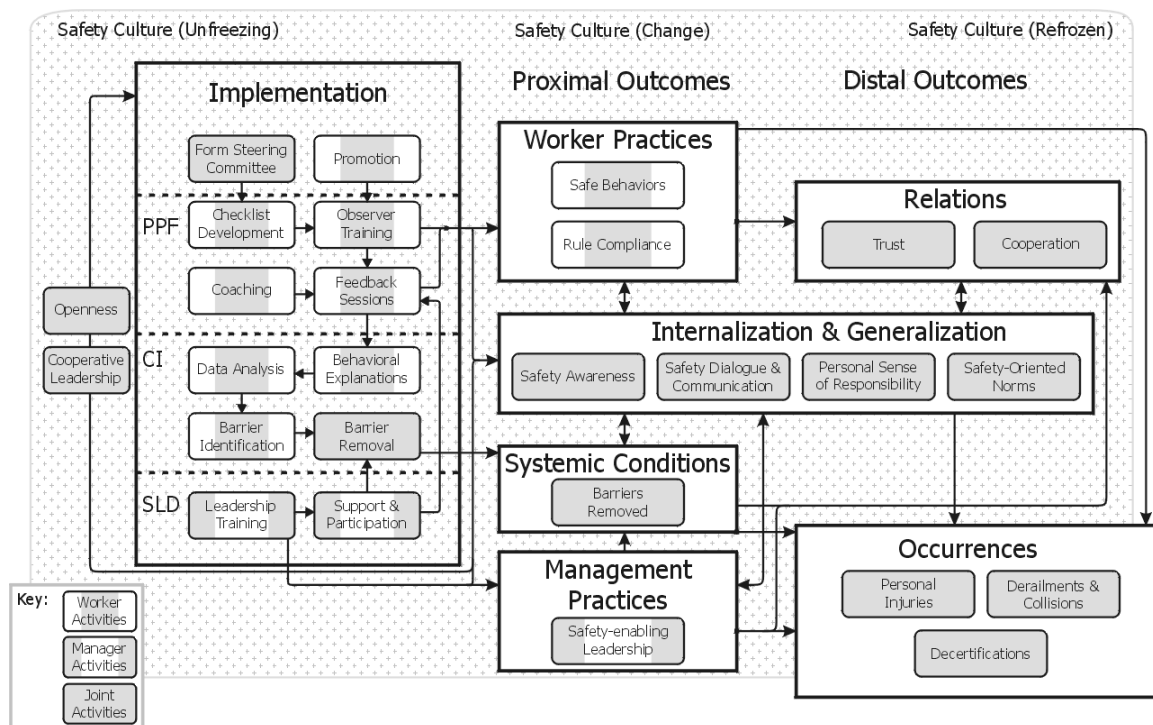 Safety Culture (Unfreezing)
Safety Culture (Change)
Safety Culture (Refrozen)
Implementation
Proximal Outcomes
Distal Outcomes
Form Steering
Committee
Promotion
PPF
Checklist
Development
Observer
Training
Coaching
Feedback
Sessions
Openness
Cooperative
Leadership
CI
Data Analysis
Behavioral
Explanations
Barrier
Identification
Barrier
Removal
SLD
Leadership
Training
Support &
Participation
Worker Practices
Safe Behaviors
Rule Compliance
Relations
Trust
Cooperation
Internalization & Generalization
Safety Awareness
Safety Dialogue &
Communication
Personal Sense
of Responsibility
Safety-Oriented
Norms
Systemic Conditions
Barriers
Removed
Management
Practices
Safety-enabling
Leadership
Occurrences
Personal
Injuries
Derailments &
Collisions
Decertifications
Key:
Worker
Activities
Manager
Activities
Joint
Activities